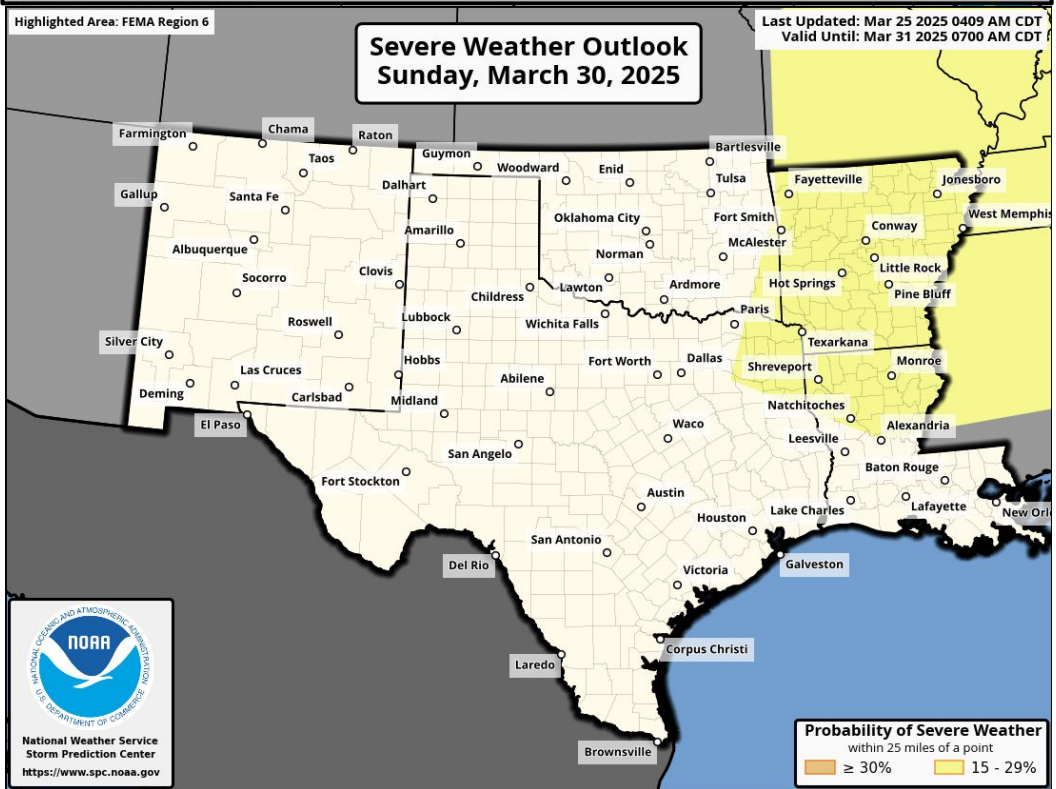 Highlighted Area: FEMA Region 6
Severe Weather Outlook
Sunday, March 30, 2025
Last Updated: Mar 25 2025 0409 AM CDT
Valid Until: Mar 31 2025 0700 AM CDT
Farmington
Chama
Raton
Taos
Guymon
Woodward
Enid
Bartlesville
Tulsa
Fayetteville
Jonesboro
Gallup
Santa Fe
Dalhart
Oklahoma City
Fort Smith
West Memphis
Conway
Albuquerque
Amarillo
Norman
McAlester
Little Rock
Socorro
Clovis
Childress
Lawton
Ardmore
Hot Springs
Pine Bluff
Roswell
Lubbock
Wichita Falls
Paris
Texarkana
Silver City
Hobbs
Fort Worth
Dallas
Shreveport
Monroe
Las Cruces
Abilene
Deming
Carlsbad
Midland
Natchitoches
El Paso
Waco
Leesville
Alexandria
San Angelo
Fort Stockton
Baton Rouge
Austin
Houston
Lake Charles
Lafayette
New Orl
San Antonio
Del Rio
Victoria
Galveston
Laredo
Corpus Christi
Brownsville
NATIONAL OCEANIC AND ATMOSPHERIC ADMINISTRATION
NOAA
U.S. DEPARTMENT OF COMMERCE
National Weather Service
Storm Prediction Center
https://www.spc.noaa.gov
Probability of Severe Weather
within 25 miles of a point
≥ 30%
15 - 29%